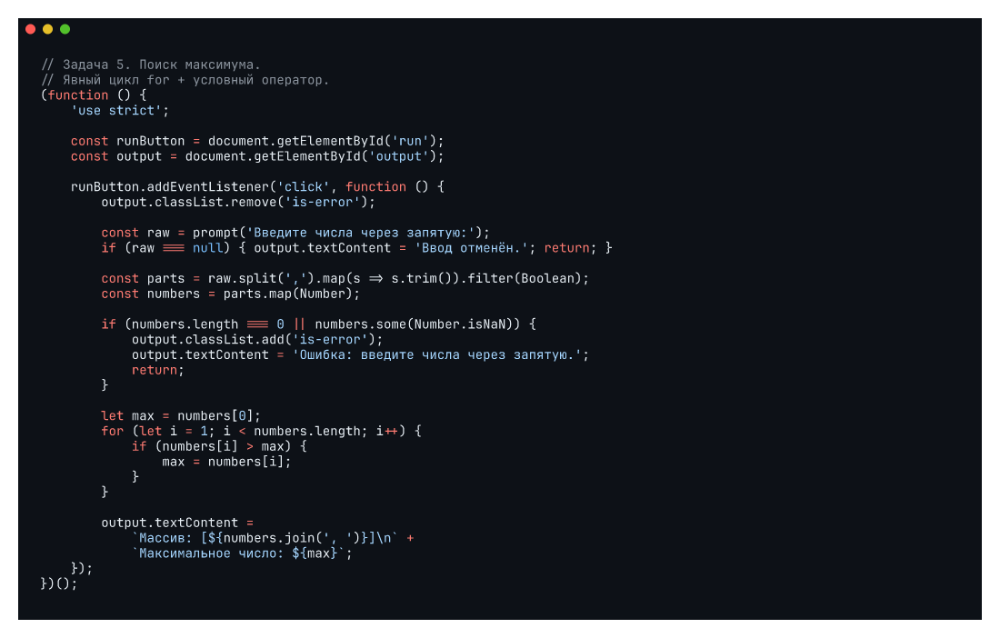 // Задача 5. Поиск максимума.
// Явный цикл for + условный оператор.
(function () {
    'use strict';

    const runButton = document.getElementById('run');
    const output = document.getElementById('output');

    runButton.addEventListener('click', function () {
        output.classList.remove('is-error');

        const raw = prompt('Введите числа через запятую:');
        if (raw === null) { output.textContent = 'Ввод отменён.'; return; }

        const parts = raw.split(',').map(s => s.trim()).filter(Boolean);
        const numbers = parts.map(Number);

        if (numbers.length === 0 || numbers.some(Number.isNaN)) {
            output.classList.add('is-error');
            output.textContent = 'Ошибка: введите числа через запятую.';
            return;
        }

        let max = numbers[0];
        for (let i = 1; i < numbers.length; i++) {
            if (numbers[i] > max) {
                max = numbers[i];
            }
        }

        output.textContent =
            `Массив: [${numbers.join(', ')}]\n` +
            `Максимальное число: ${max}`;
    });
})();